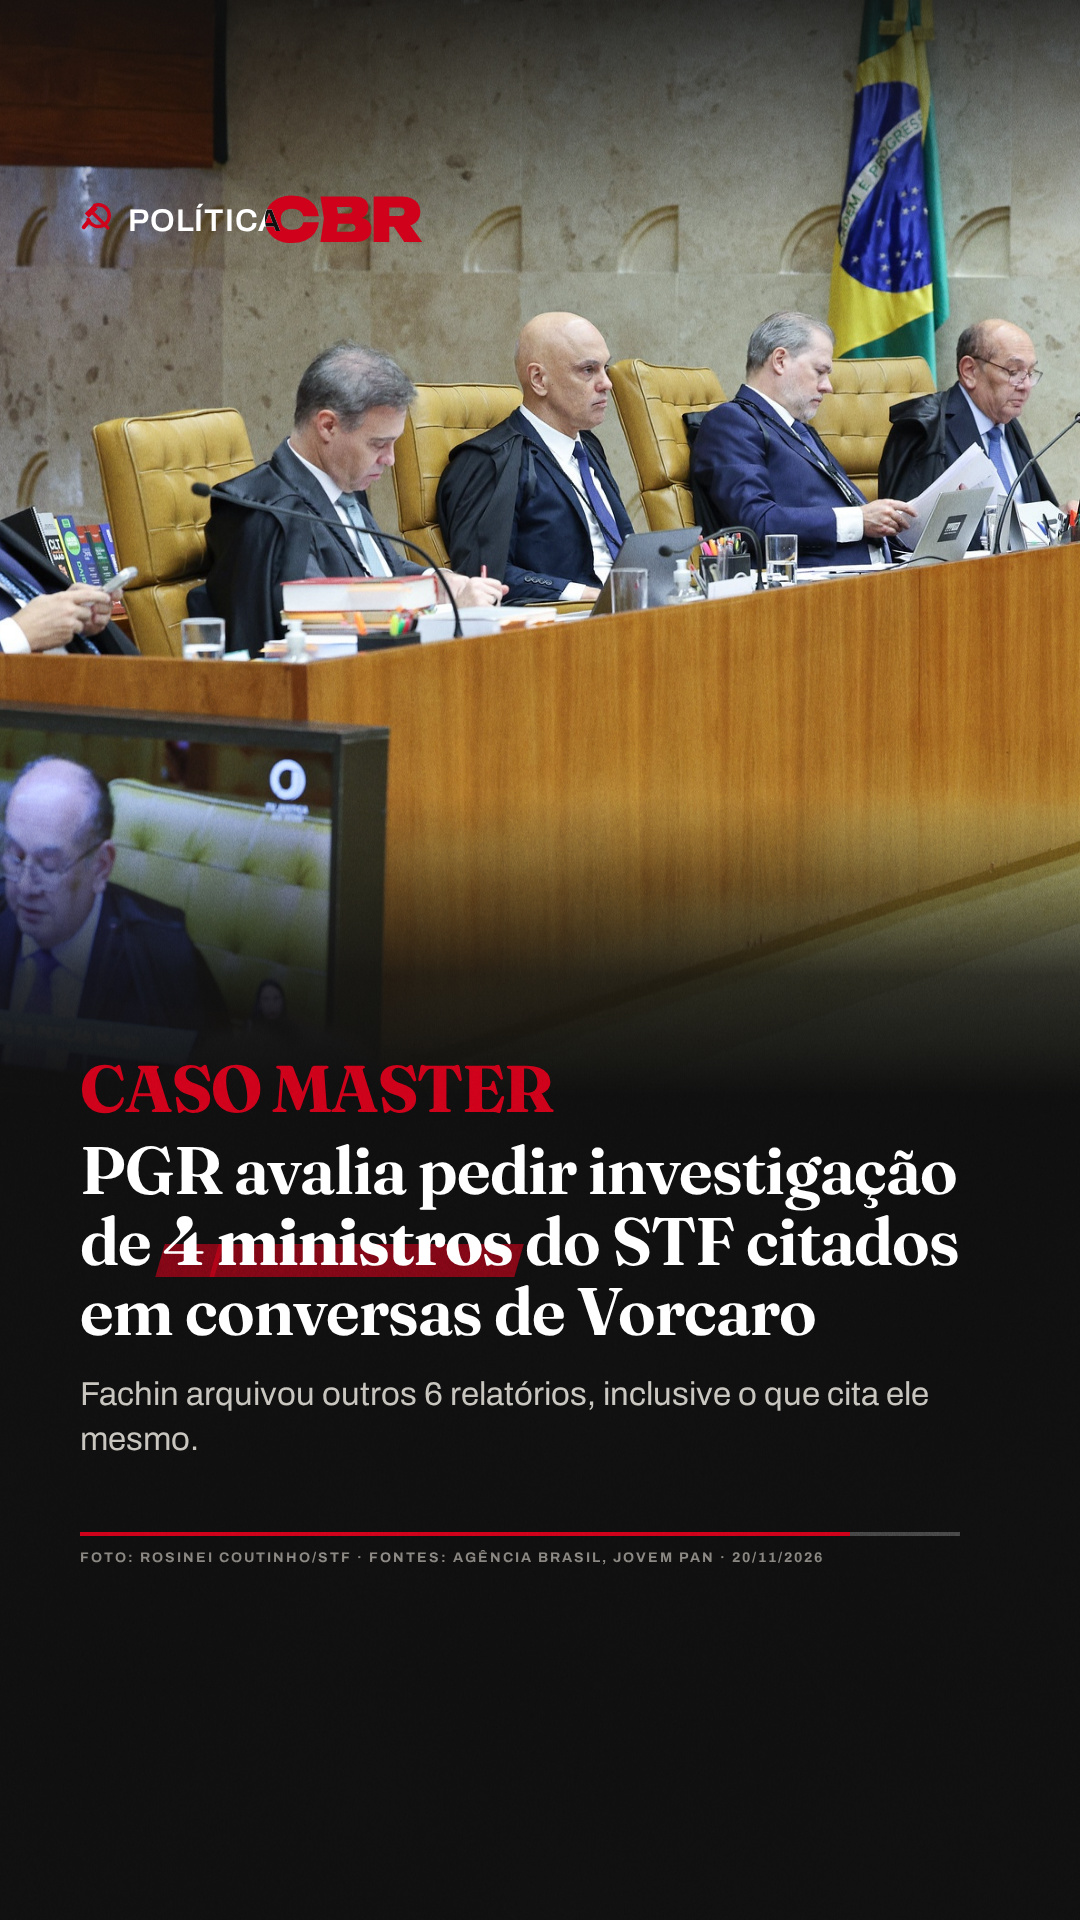 ORDEM E PROGRESSO
POLÍTICA CBR
CASO MASTER
PGR avalia pedir investigação
de 4 ministros do STF citados
em conversas de Vorcaro
Fachin arquivou outros 6 relatórios, inclusive o que cita ele
mesmo.
FOTO: ROSINEI COUTINHO/STF · FONTES: AGÊNCIA BRASIL, JOVEM PAN · 20/11/2026